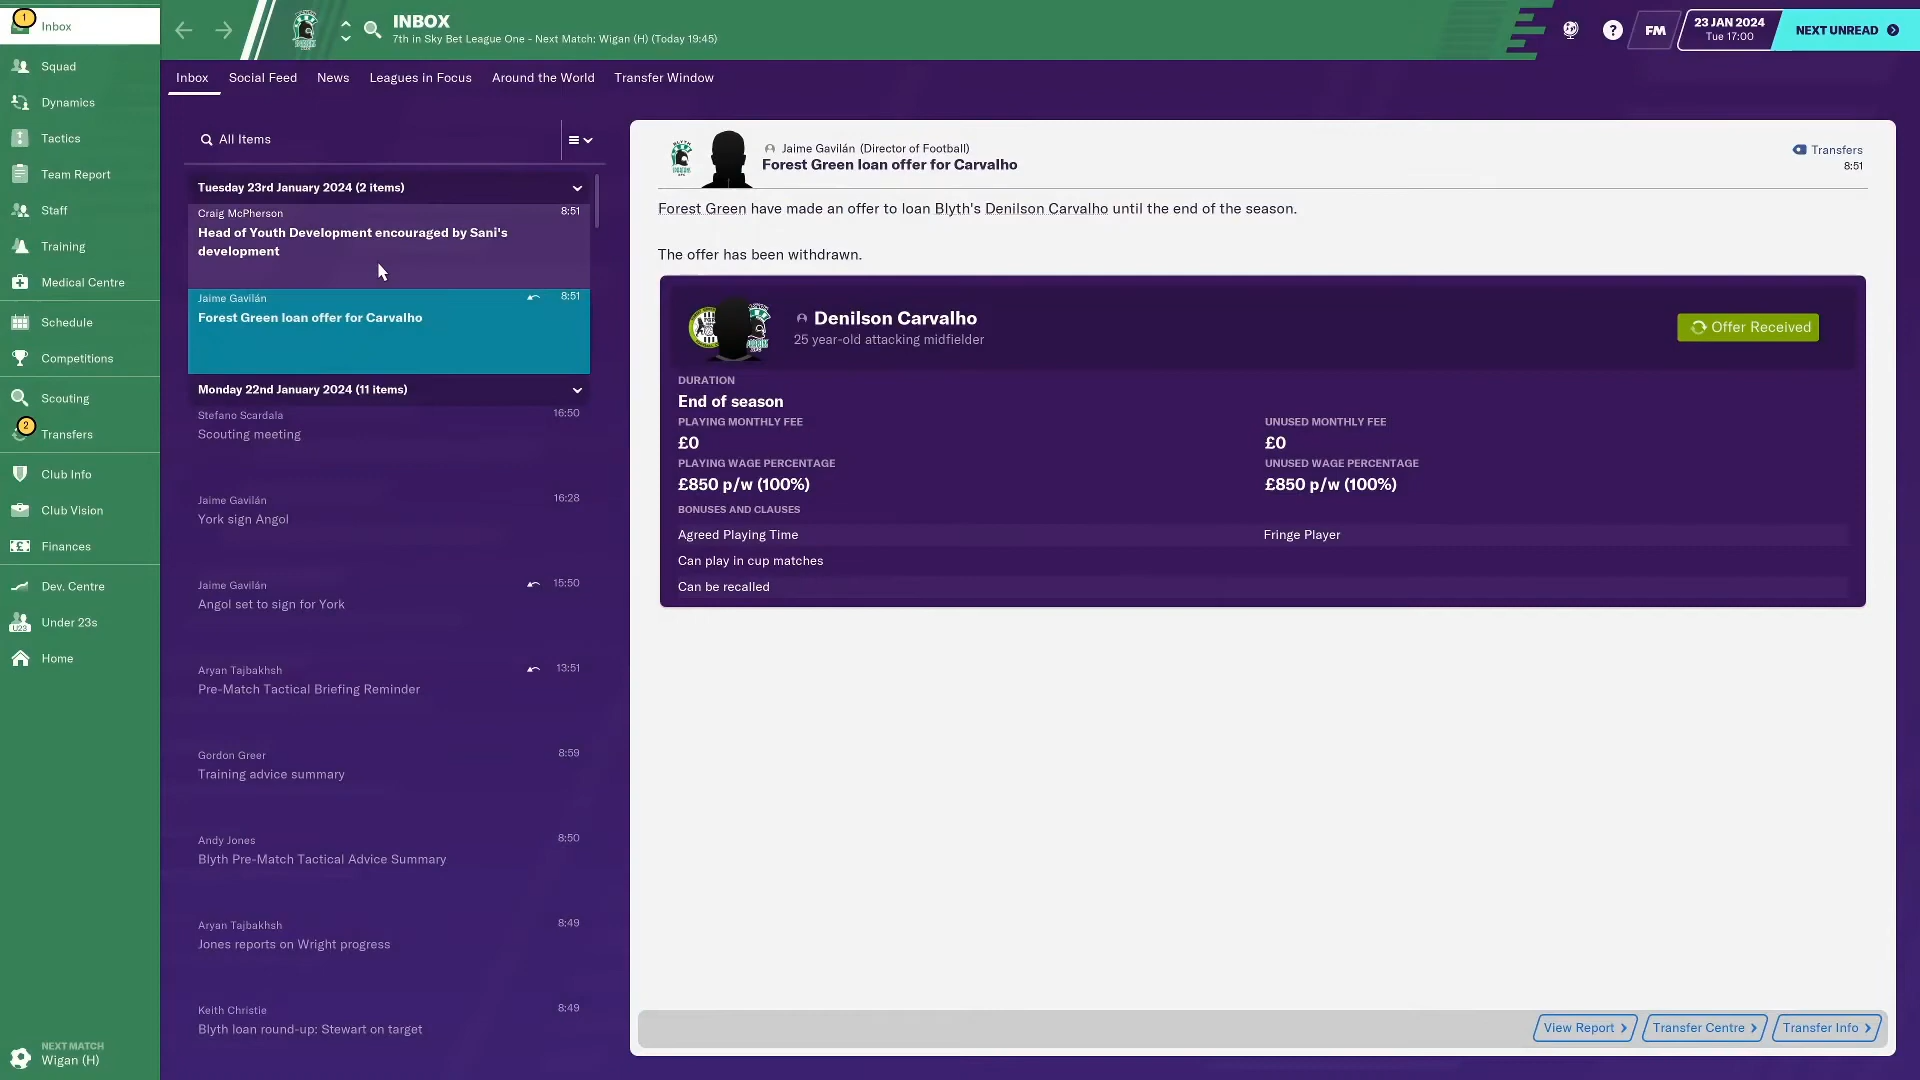 1
Inbox
Squad
Dynamics
Tactics
Team Report
Staff
Training
Medical Centre
Schedule
Competitions
Scouting
2
Transfers
Club Info
Club Vision
Finances
Dev. Centre
U23
Under 23s
Home
NEXT MATCH
Wigan (H)
INBOX
7th in Sky Bet League One - Next Match: Wigan (H) (Today 19:45)
?
FM
23 JAN 2024
Tue 17:00
NEXT UNREAD
Inbox Social Feed News Leagues in Focus Around the World Transfer Window
All Items
Tuesday 23rd January 2024 (2 items)
Craig McPherson 8:51
Head of Youth Development encouraged by Sani's
development
Jaime Gavilán 8:51
Forest Green loan offer for Carvalho
Monday 22nd January 2024 (11 items)
Stefano Scardala 16:50
Scouting meeting
Jaime Gavilán 16:28
York sign Angol
Jaime Gavilán 15:50
Angol set to sign for York
Aryan Tajbakhsh 13:51
Pre-Match Tactical Briefing Reminder
Gordon Greer 8:59
Training advice summary
Andy Jones 8:50
Blyth Pre-Match Tactical Advice Summary
Aryan Tajbakhsh 8:49
Jones reports on Wright progress
Keith Christie 8:49
Blyth loan round-up: Stewart on target
Jaime Gavilán (Director of Football)
Forest Green loan offer for Carvalho
Transfers
8:51
Forest Green have made an offer to loan Blyth's Denilson Carvalho until the end of the season.
The offer has been withdrawn.
Denilson Carvalho
25 year-old attacking midfielder
Offer Received
DURATION
End of season
PLAYING MONTHLY FEE UNUSED MONTHLY FEE
£0 £0
PLAYING WAGE PERCENTAGE UNUSED WAGE PERCENTAGE
£850 p/w (100%) £850 p/w (100%)
BONUSES AND CLAUSES
Agreed Playing Time Fringe Player
Can play in cup matches
Can be recalled
View Report Transfer Centre Transfer Info